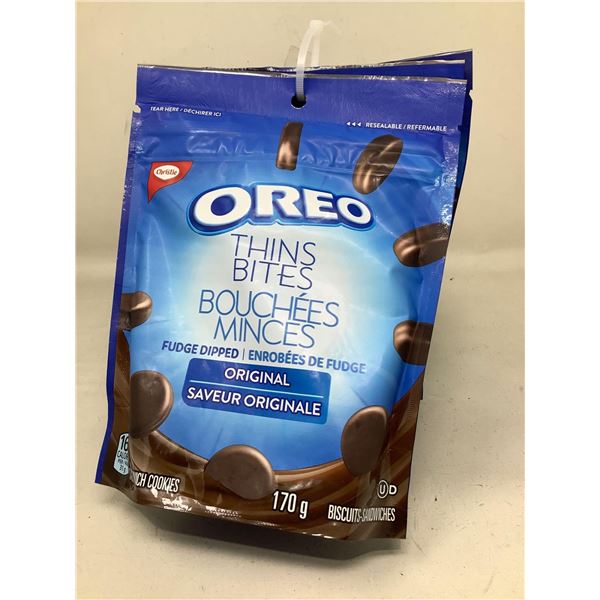 TEAR HERE / DÉCHIRER ICI
RESEALABLE / REFERMABLE
Christie
OREO
THINS
BITES
BOUCHÉES
MINCES
FUDGE DIPPED | ENROBÉES DE FUDGE
ORIGINAL
SAVEUR ORIGINALE
COOKIES
170 g
U D
BISCUITS-SANDWICHES